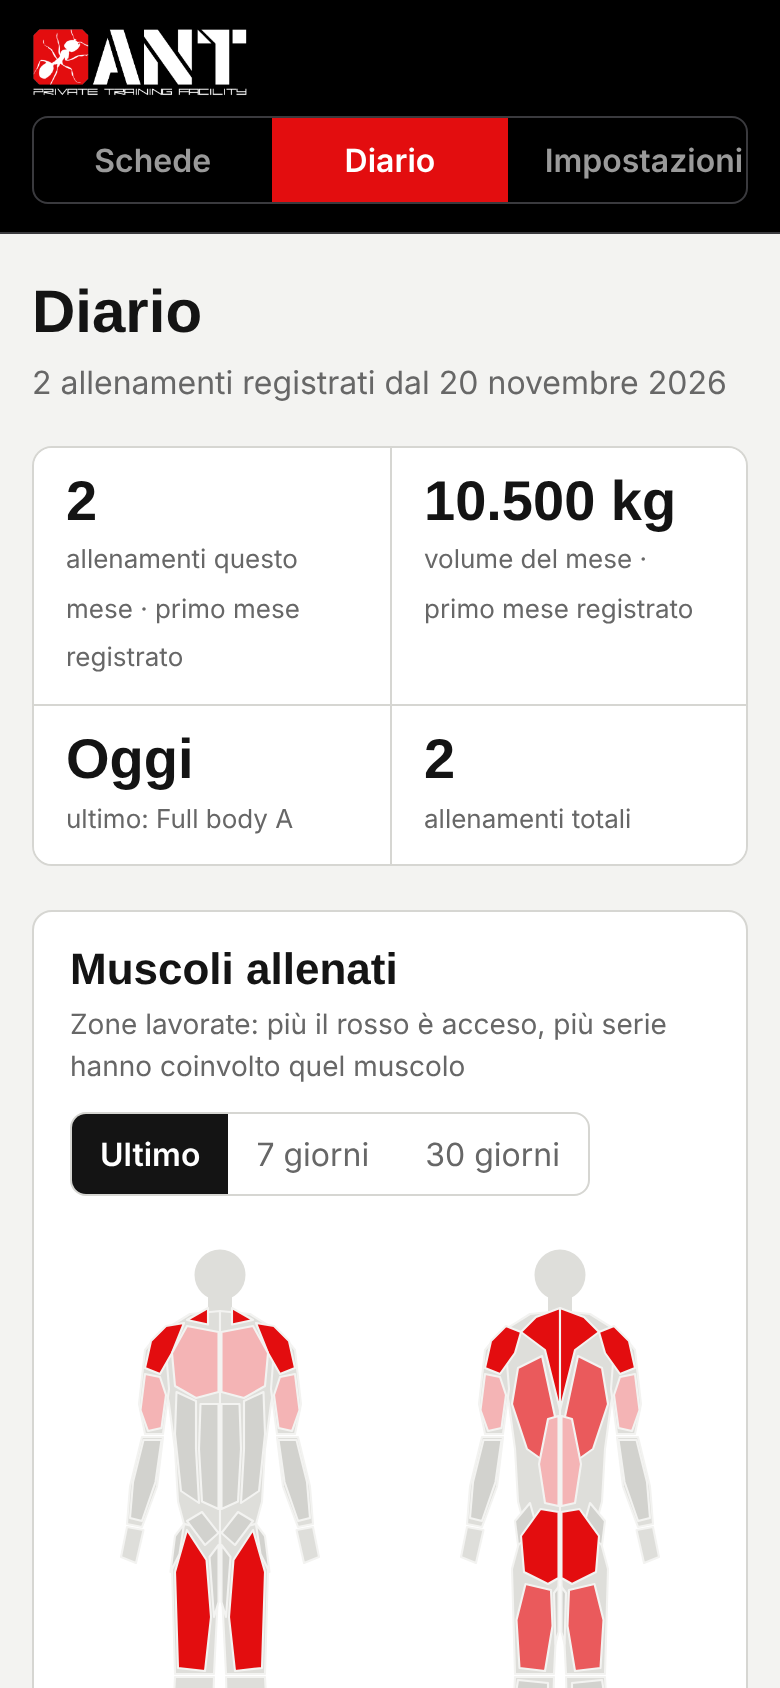 ANT
PRIVATE TRAINING FACILITY
Schede
Diario
Impostazioni
Diario
2 allenamenti registrati dal 20 novembre 2026
2
allenamenti questo
mese · primo mese
registrato
10.500 kg
volume del mese ·
primo mese registrato
Oggi
ultimo: Full body A
2
allenamenti totali
Muscoli allenati
Zone lavorate: più il rosso è acceso, più serie
hanno coinvolto quel muscolo
Ultimo
7 giorni
30 giorni